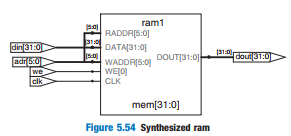 ram1
[5:0]
RADDR[5:0]
[31:0]
din[31:0]
DATA[31:0]
DOUT[31:0]
[31:0]
dout[31:0]
[5:0]
adr[5:0]
WADDR[5:0]
we
WE[0]
clk
CLK
mem[31:0]
Figure 5.54 Synthesized ram